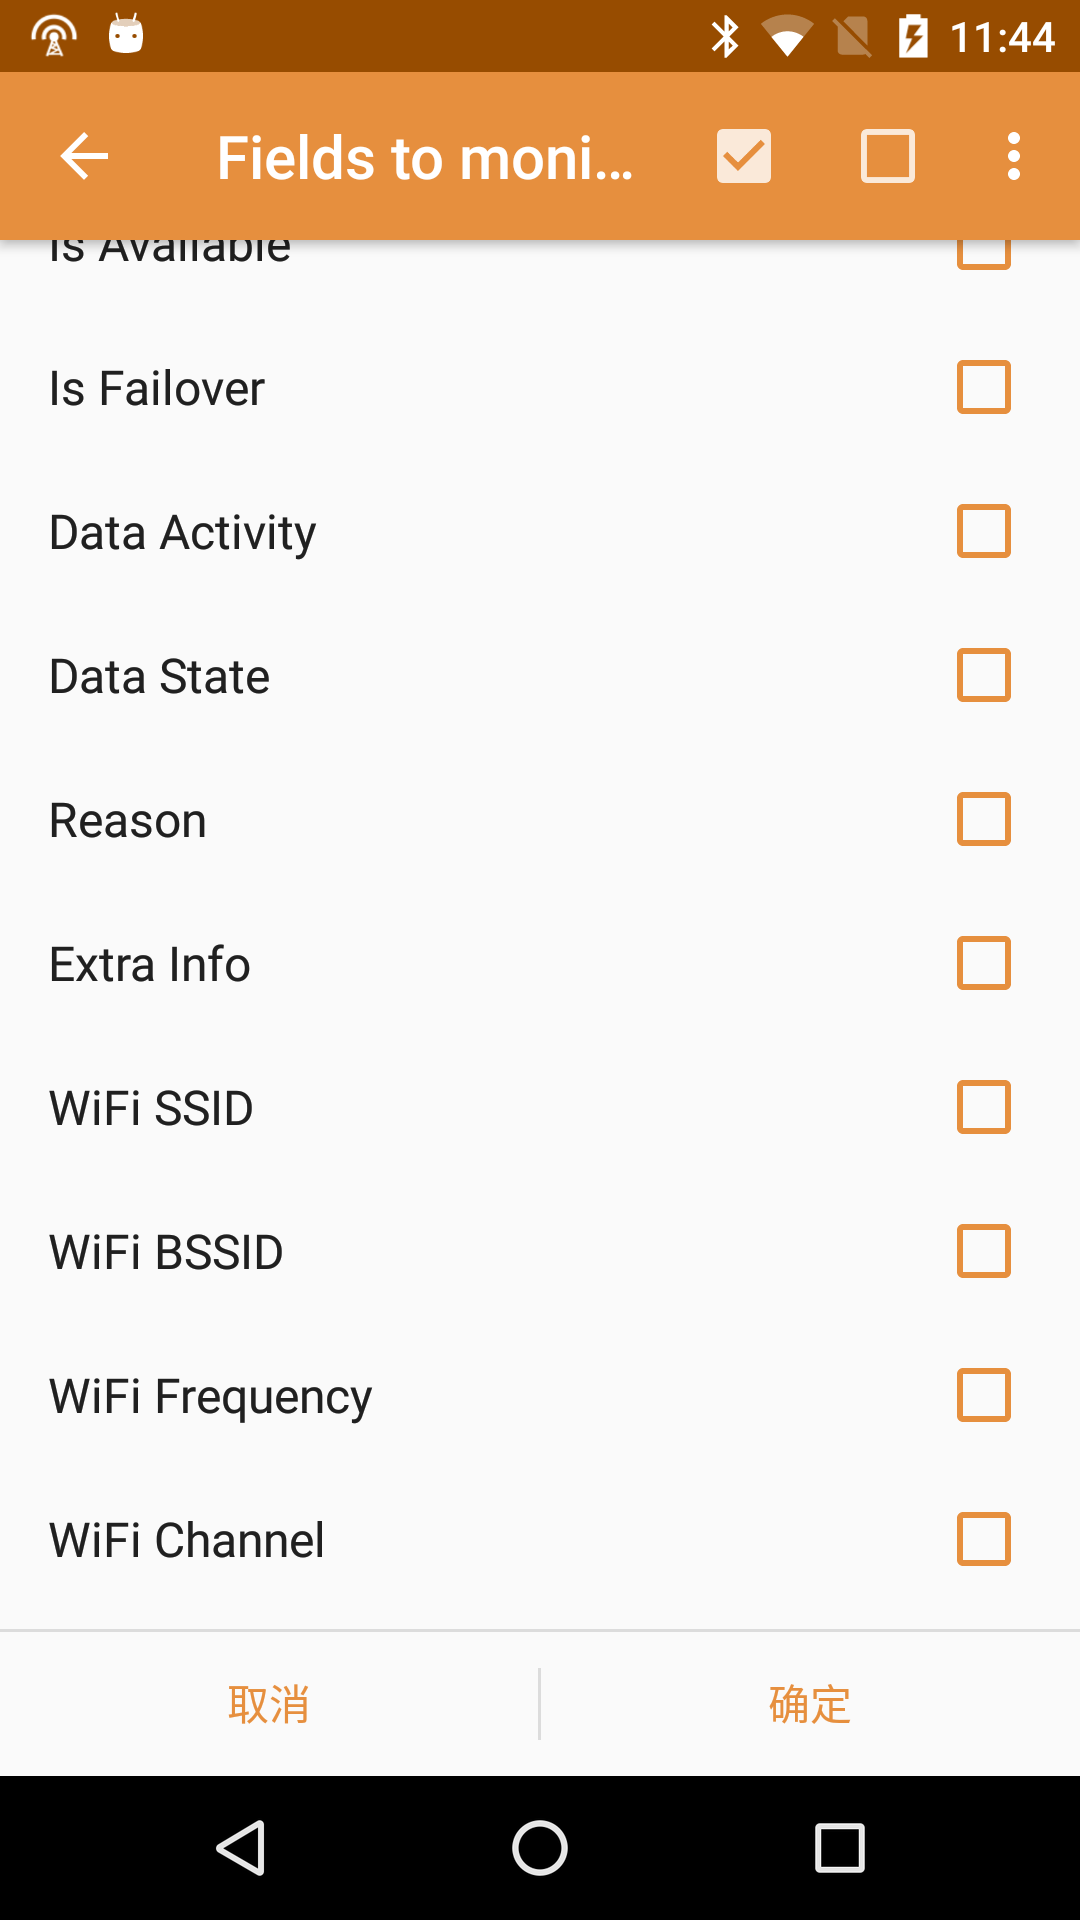 11:44
Fields to moni...
Is Available
Is Failover
Data Activity
Data State
Reason
Extra Info
WiFi SSID
WiFi BSSID
WiFi Frequency
WiFi Channel
取消
确定